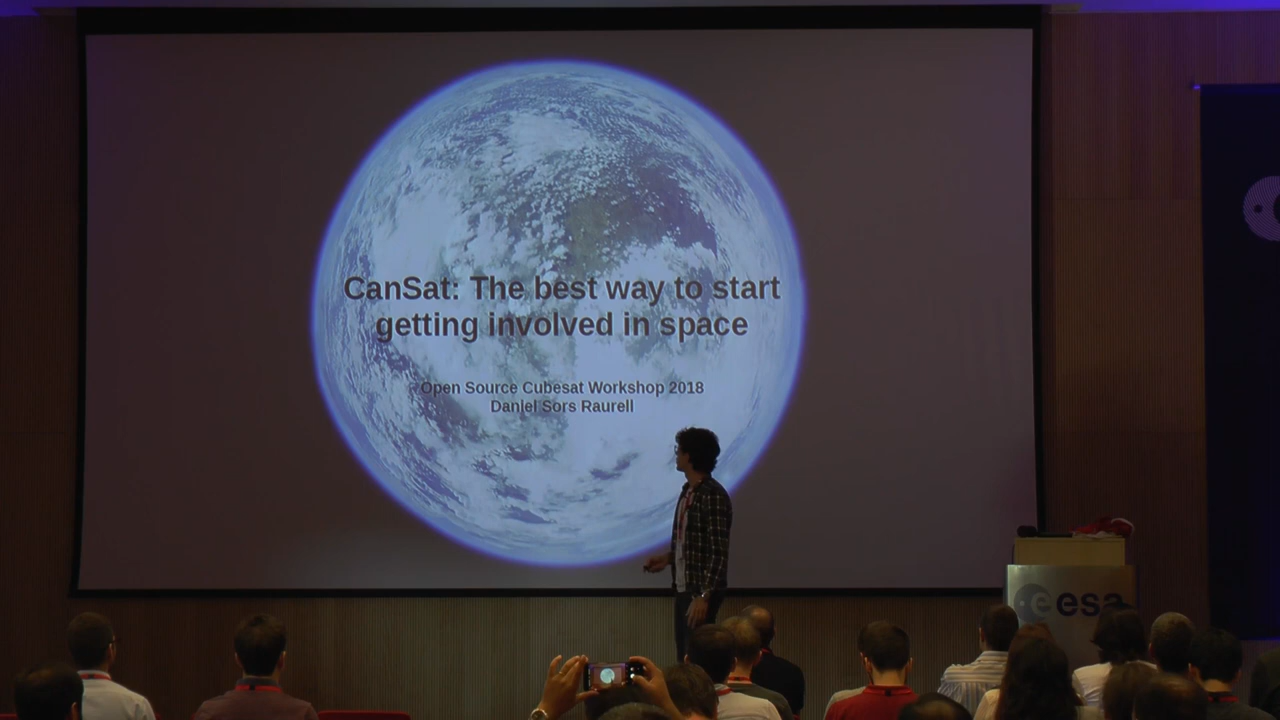 CanSat: The best way to start
getting involved in space
Open Source Cubesat Workshop 2018
Daniel Sors Raurell
esa